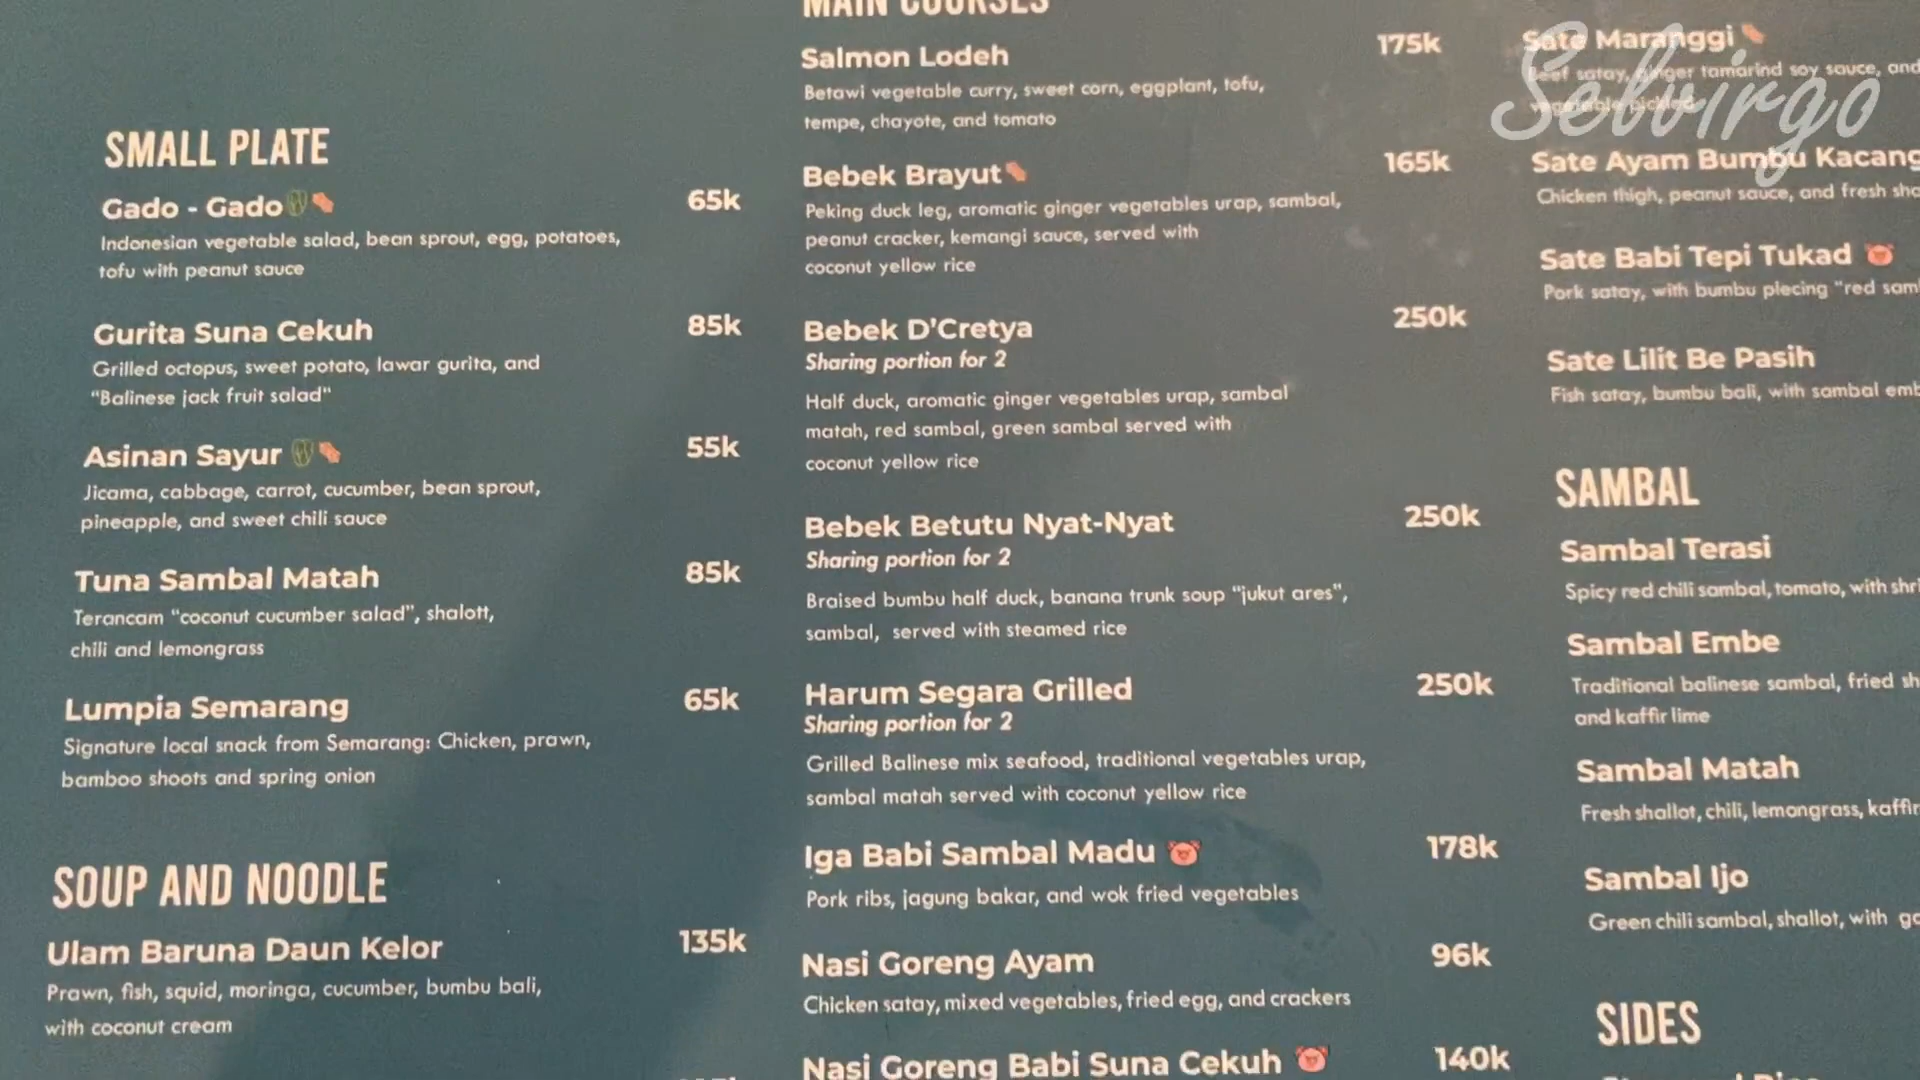 SMALL PLATE
Gado - Gado
65k
Indonesian vegetable salad, bean sprout, egg, potatoes,
tofu with peanut sauce
Gurita Suna Cekuh
85k
Grilled octopus, sweet potato, lawar gurita, and
"Balinese jack fruit salad"
Asinan Sayur
55k
Jicama, cabbage, carrot, cucumber, bean sprout,
pineapple, and sweet chili sauce
Tuna Sambal Matah
85k
Terancam "coconut cucumber salad", shalott,
chili and lemongrass
Lumpia Semarang
65k
Signature local snack from Semarang: Chicken, prawn,
bamboo shoots and spring onion
SOUP AND NOODLE
Ulam Baruna Daun Kelor
135k
Prawn, fish, squid, moringa, cucumber, bumbu bali,
with coconut cream
MAIN COURSES
Salmon Lodeh
175k
Betawi vegetable curry, sweet corn, eggplant, tofu,
tempe, chayote, and tomato
Bebek Brayut
165k
Peking duck leg, aromatic ginger vegetables urap, sambal,
peanut cracker, kemangi sauce, served with
coconut yellow rice
Bebek D'Cretya
250k
Sharing portion for 2
Half duck, aromatic ginger vegetables urap, sambal
matah, red sambal, green sambal served with
coconut yellow rice
Bebek Betutu Nyat-Nyat
250k
Sharing portion for 2
Braised bumbu half duck, banana trunk soup "jukut ares",
sambal, served with steamed rice
Harum Segara Grilled
250k
Sharing portion for 2
Grilled Balinese mix seafood, traditional vegetables urap,
sambal matah served with coconut yellow rice
Iga Babi Sambal Madu
178k
Pork ribs, jagung bakar, and wok fried vegetables
Nasi Goreng Ayam
96k
Chicken satay, mixed vegetables, fried egg, and crackers
Nasi Goreng Babi Suna Cekuh
140k
Selvirgo
Sate Maranggi
Beef satay, ginger tamarind soy sauce, and
vegetable pickled
Sate Ayam Bumbu Kacang
Chicken thigh, peanut sauce, and fresh
Sate Babi Tepi Tukad
Pork satay, with bumbu plecing "red
Sate Lilit Be Pasih
Fish satay, bumbu bali, with sambal
SAMBAL
Sambal Terasi
Spicy red chili sambal, tomato, with
Sambal Embe
Traditional balinese sambal, fried
and kaffir lime
Sambal Matah
Fresh shallot, chili, lemongrass, kaffir
Sambal Ijo
Green chili sambal, shallot, with
SIDES